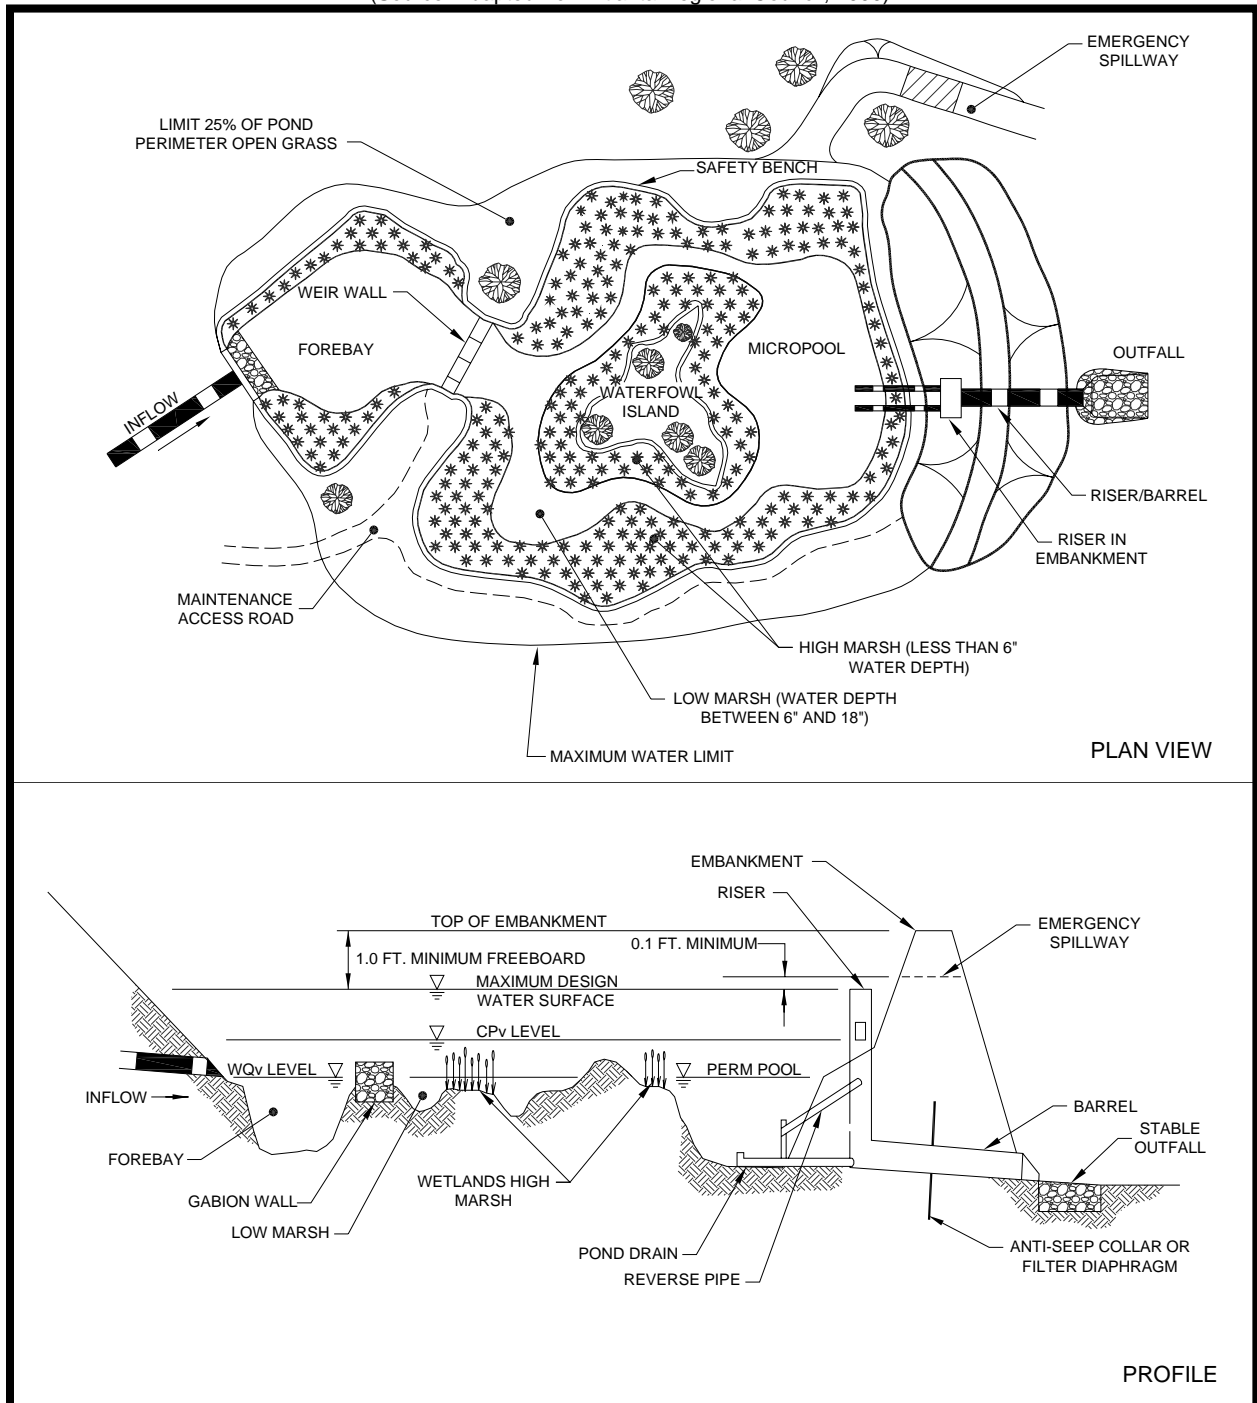 EMERGENCY
SPILLWAY
LIMIT 25% OF POND
PERIMETER OPEN GRASS
SAFETY BENCH
WEIR WALL
FOREBAY
MICROPOOL
OUTFALL
WATERFOWL
ISLAND
INFLOW
RISER/BARREL
RISER IN
EMBANKMENT
MAINTENANCE
ACCESS ROAD
HIGH MARSH (LESS THAN 6"
WATER DEPTH)
LOW MARSH (WATER DEPTH
BETWEEN 6" AND 18")
MAXIMUM WATER LIMIT
PLAN VIEW
EMBANKMENT
RISER
TOP OF EMBANKMENT
EMERGENCY
SPILLWAY
0.1 FT. MINIMUM
1.0 FT. MINIMUM FREEBOARD
MAXIMUM DESIGN
WATER SURFACE
CPv LEVEL
WQv LEVEL
PERM POOL
INFLOW
BARREL
STABLE
OUTFALL
FOREBAY
WETLANDS HIGH
MARSH
GABION WALL
LOW MARSH
POND DRAIN
REVERSE PIPE
ANTI-SEEP COLLAR OR
FILTER DIAPHRAGM
PROFILE